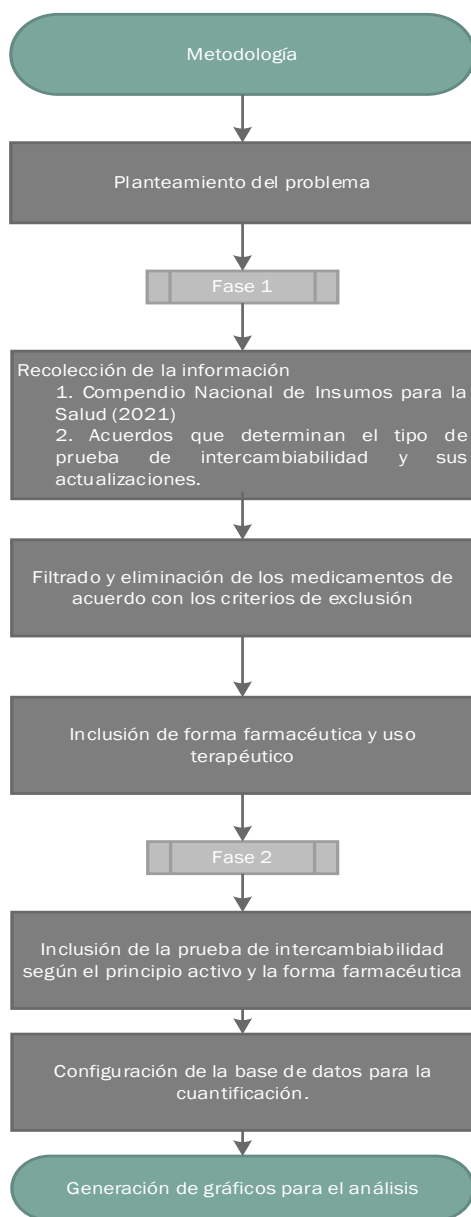 Metodología
Planteamiento del problema
Fase 1
Recolección de la información
1. Compendio Nacional de Insumos para la
Salud (2021)
2. Acuerdos que determinan el tipo de
prueba de intercambiabilidad y sus
actualizaciones.
Filtrado y eliminación de los medicamentos de
acuerdo con los criterios de exclusión
Inclusión de forma farmacéutica y uso
terapéutico
Fase 2
Inclusión de la prueba de intercambiabilidad
según el principio activo y la forma farmacéutica
Configuración de la base de datos para la
cuantificación.
Generación de gráficos para el análisis